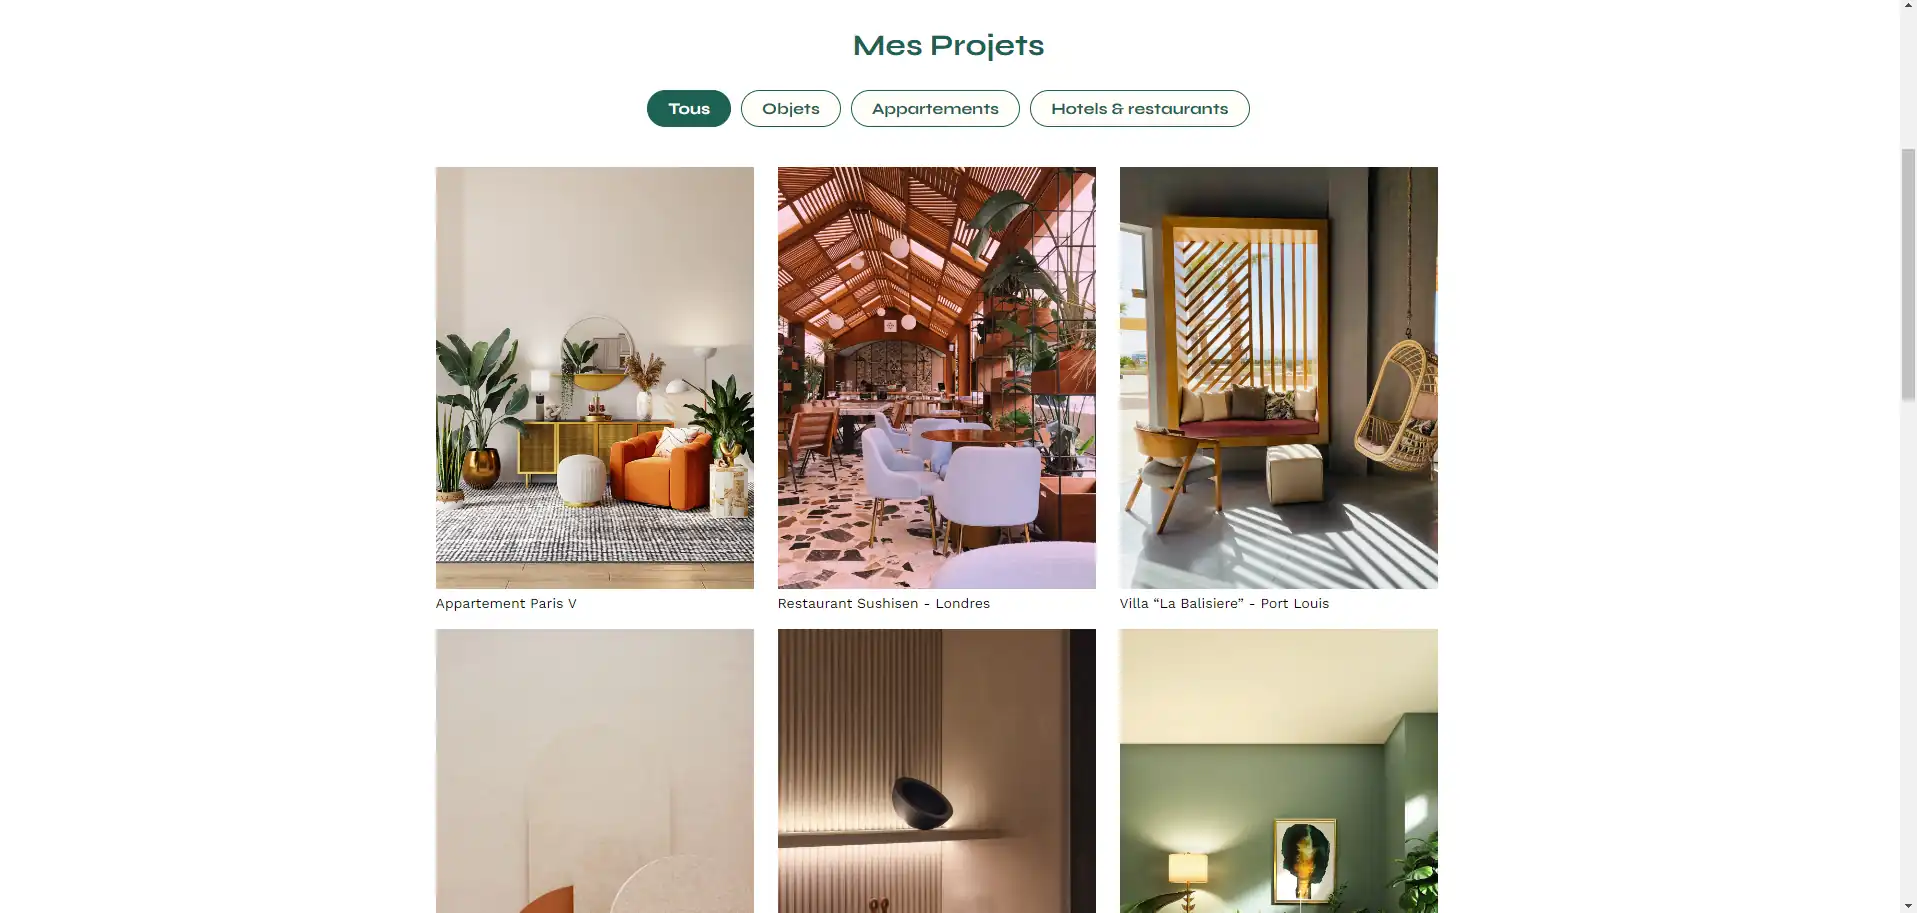 Mes Projets
Tous
Objets
Appartements
Hotels & restaurants
Appartement Paris V
Restaurant Sushisen - Londres
Villa “La Balisiere” - Port Louis